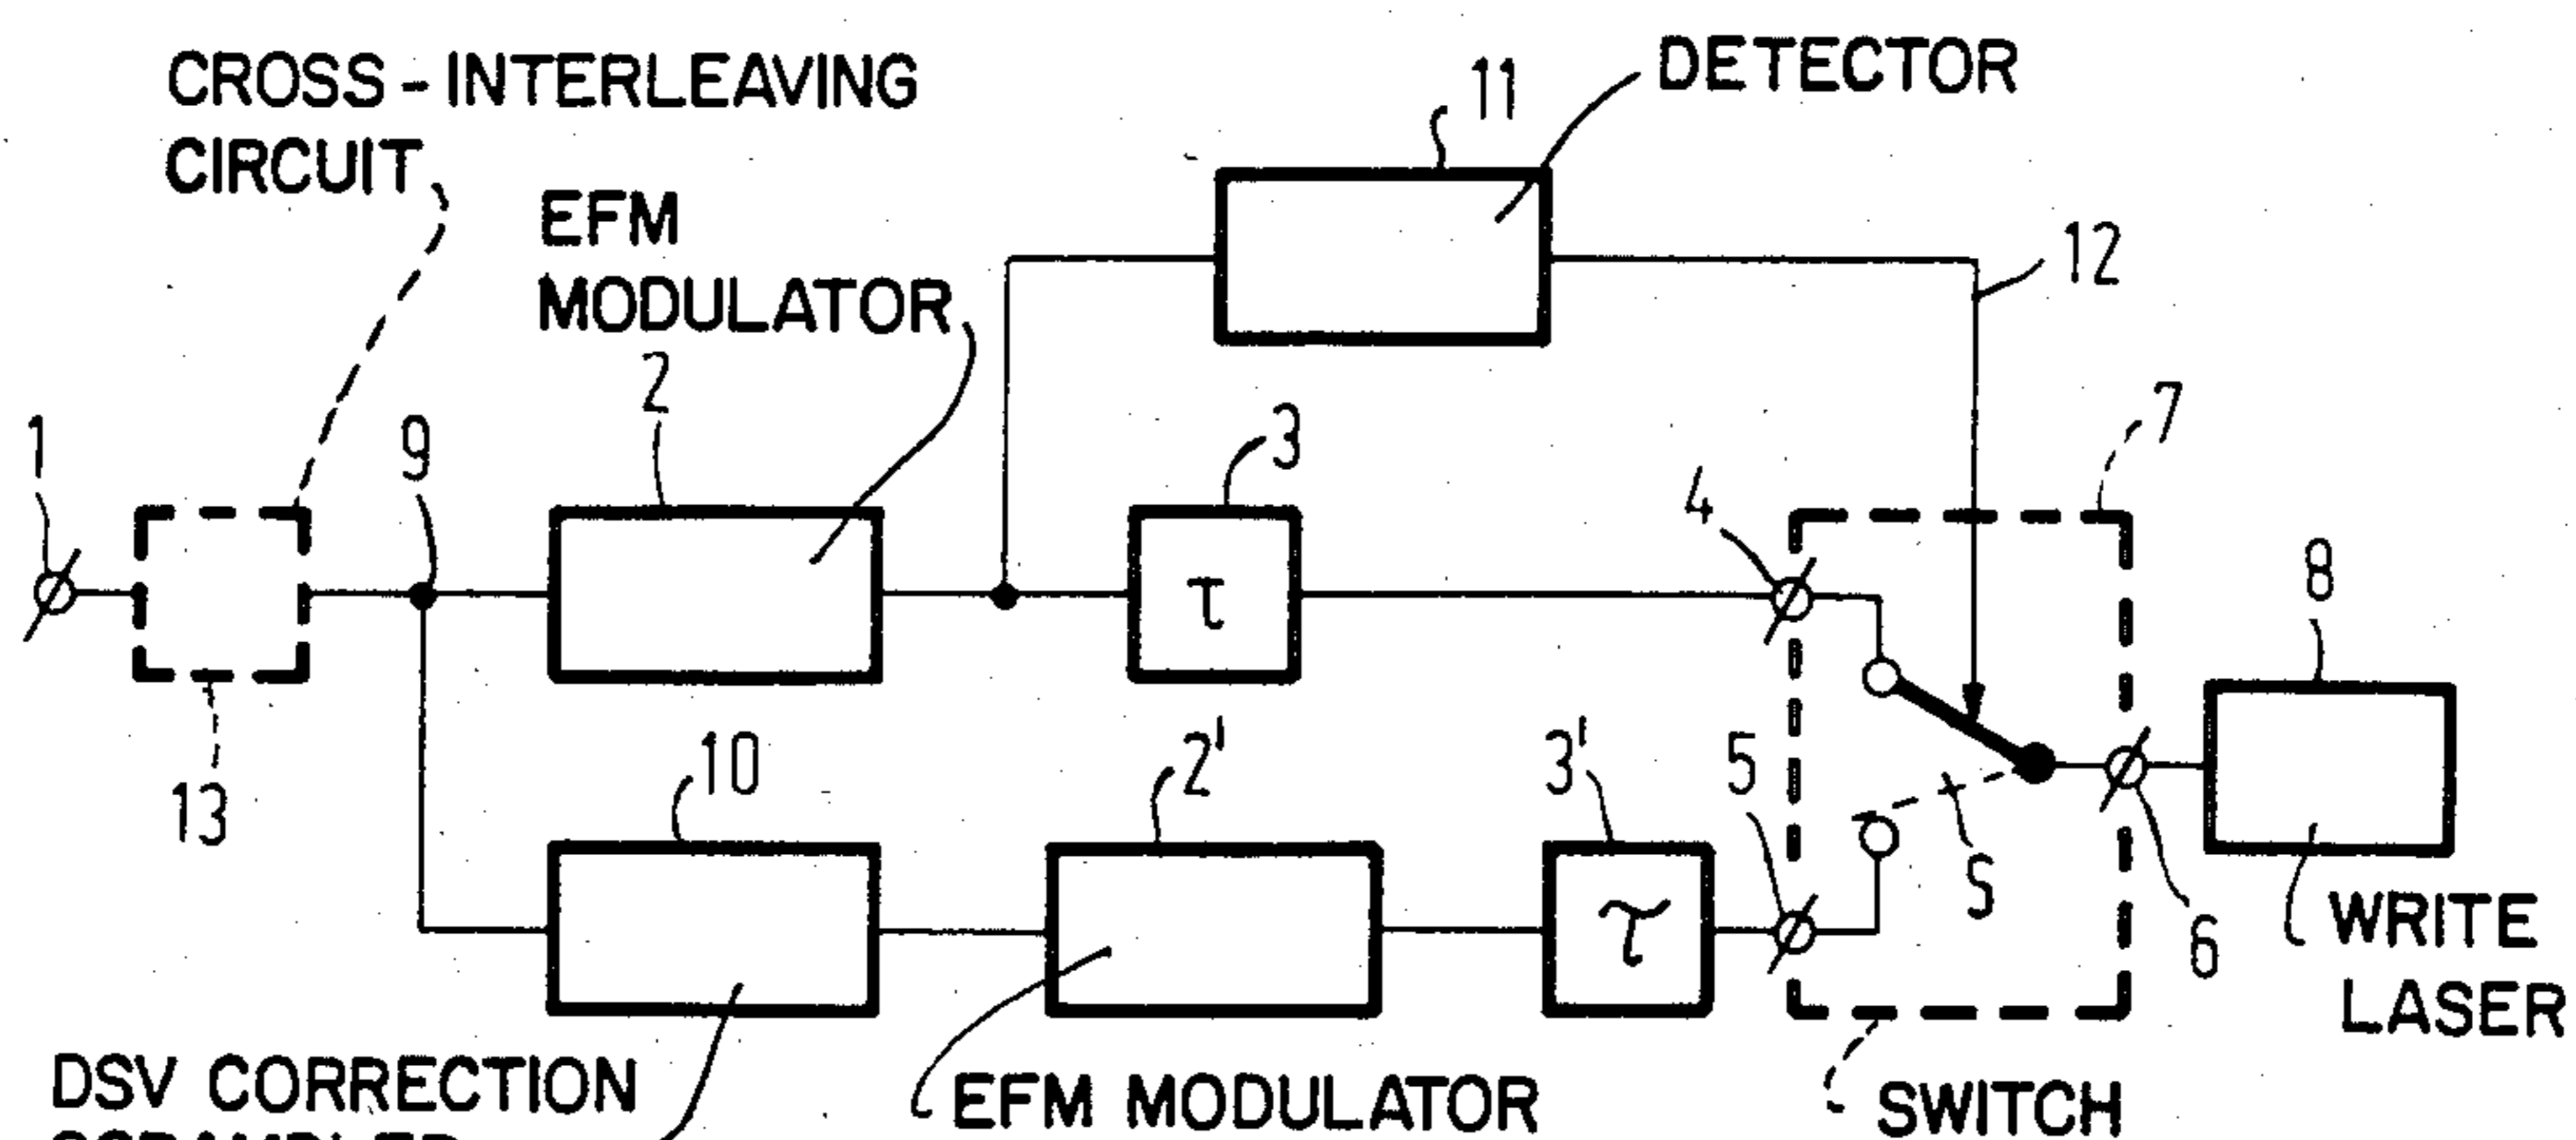 CROSS - INTERLEAVING
CIRCUIT
DETECTOR
11
EFM
MODULATOR
12
2
3
7
1
9
4
8
τ
13
10
2'
3'
5
S
6
τ
WRITE
LASER
DSV CORRECTION
EFM MODULATOR
SWITCH